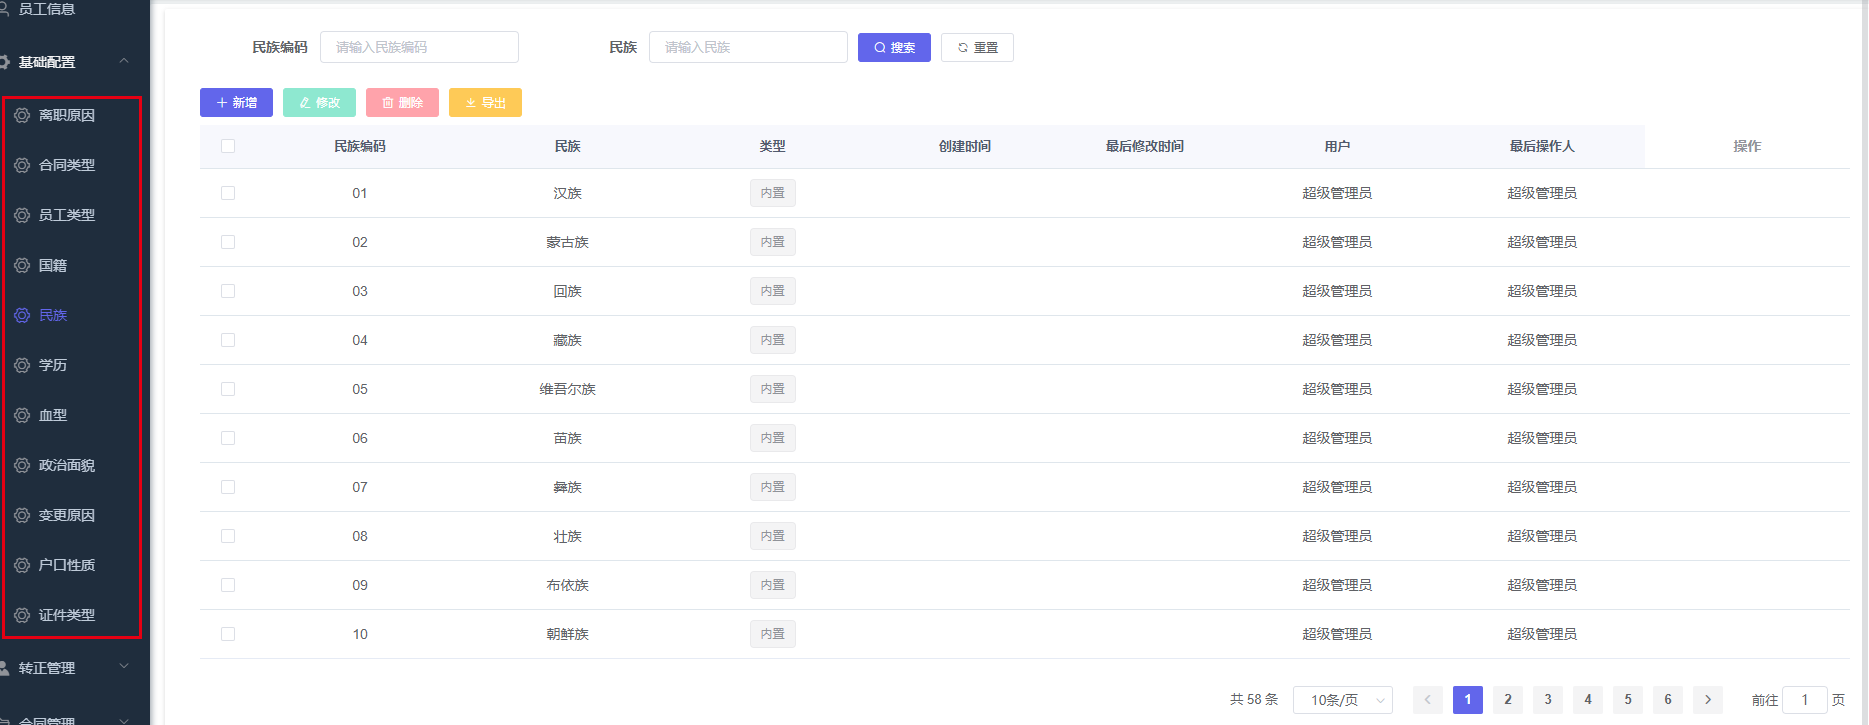 员工信息
基础配置
离职原因
合同类型
员工类型
国籍
民族
学历
血型
政治面貌
变更原因
户口性质
证件类型
转正管理
合同管理
民族编码 请输入民族编码 民族 请输入民族 搜索 重置
新增 修改 删除 导出
民族编码 民族 类型 创建时间 最后修改时间 用户 最后操作人 操作
01 汉族 内置 超级管理员 超级管理员
02 蒙古族 内置 超级管理员 超级管理员
03 回族 内置 超级管理员 超级管理员
04 藏族 内置 超级管理员 超级管理员
05 维吾尔族 内置 超级管理员 超级管理员
06 苗族 内置 超级管理员 超级管理员
07 彝族 内置 超级管理员 超级管理员
08 壮族 内置 超级管理员 超级管理员
09 布依族 内置 超级管理员 超级管理员
10 朝鲜族 内置 超级管理员 超级管理员
共 58 条 10条/页 1 2 3 4 5 6 前往 1 页